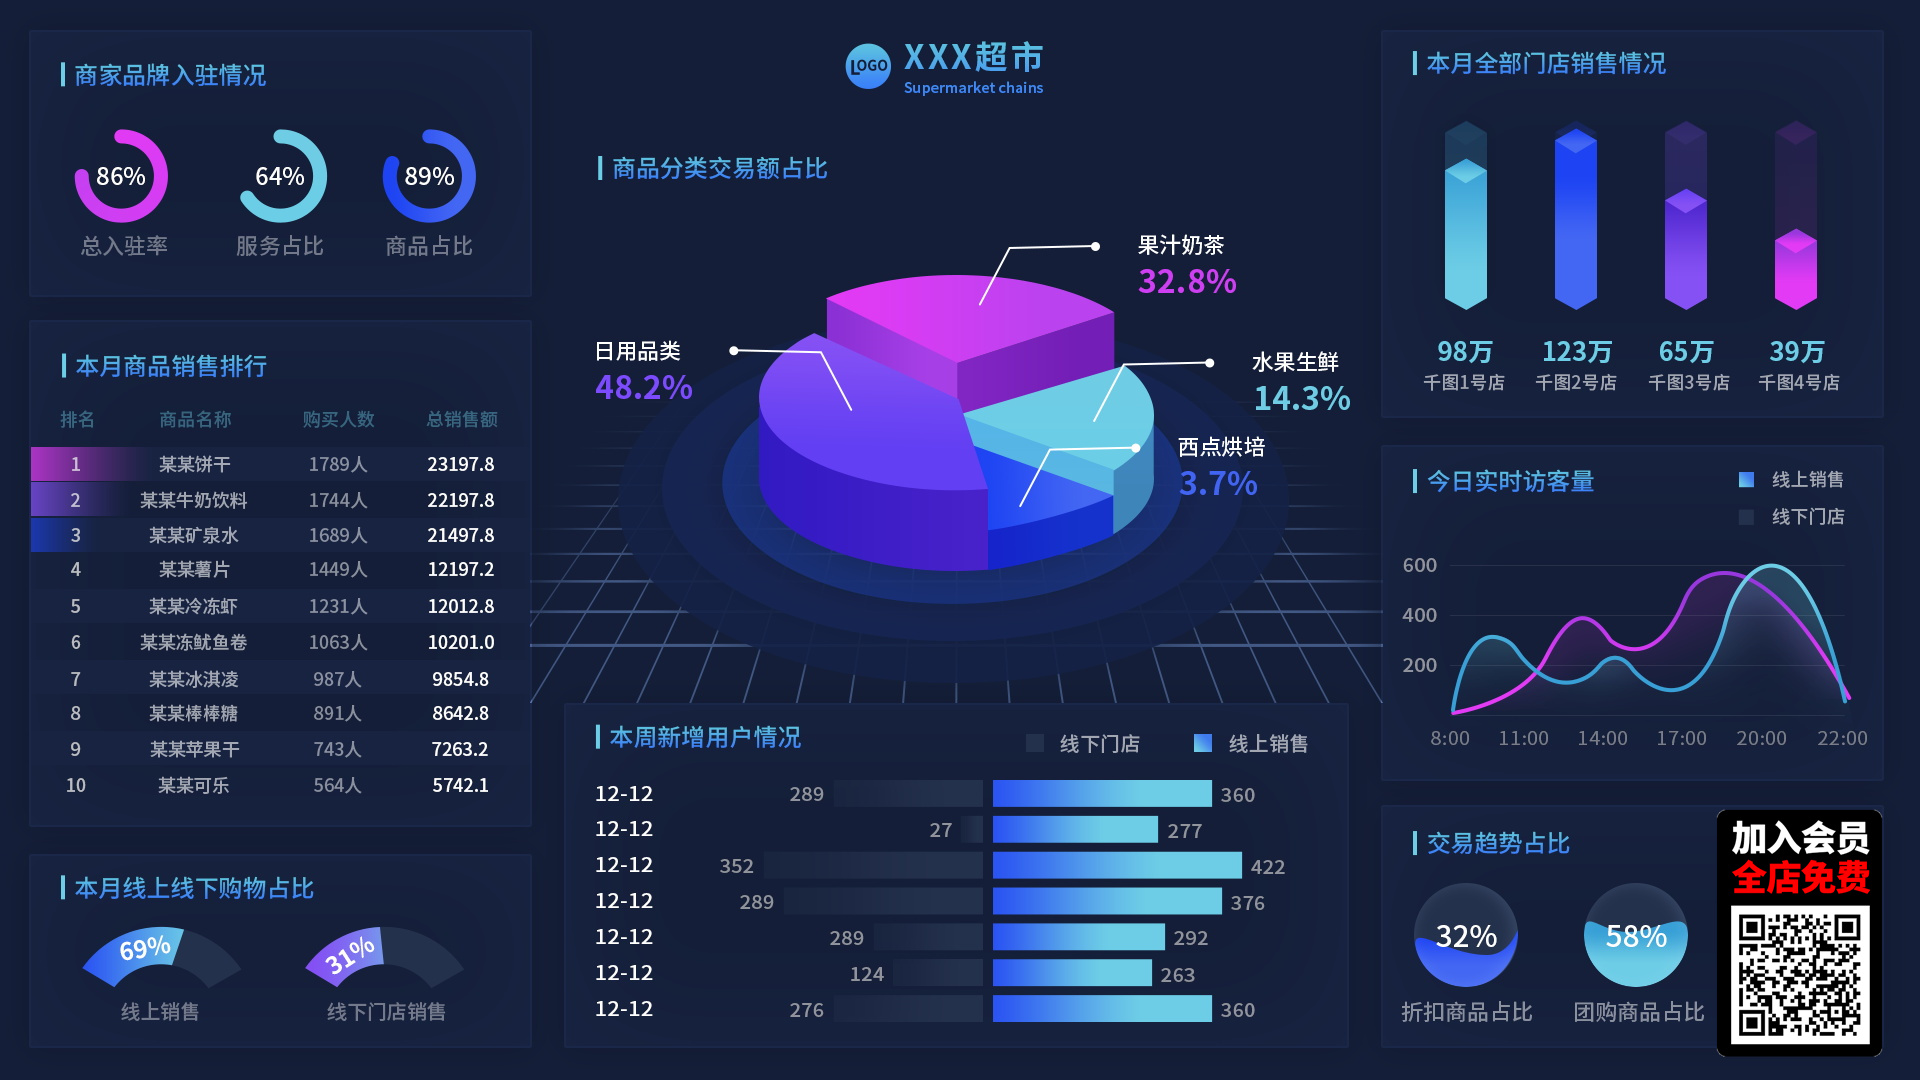 LOGO
XXX超市
Supermarket chains
商家品牌入驻情况
86%
64%
89%
总入驻率
服务占比
商品占比
本月商品销售排行
排名 商品名称 购买人数 总销售额
1 某某饼干 1789人 23197.8
2 某某牛奶饮料 1744人 22197.8
3 某某矿泉水 1689人 21497.8
4 某某薯片 1449人 12197.2
5 某某冷冻虾 1231人 12012.8
6 某某冻鱿鱼卷 1063人 10201.0
7 某某冰淇凌 987人 9854.8
8 某某棒棒糖 891人 8642.8
9 某某苹果干 743人 7263.2
10 某某可乐 564人 5742.1
本月线上线下购物占比
69%
31%
线上销售
线下门店销售
商品分类交易额占比
果汁奶茶
32.8%
日用品类
48.2%
水果生鲜
14.3%
西点烘培
3.7%
本周新增用户情况
线下门店
线上销售
12-12 289 360
12-12 27 277
12-12 352 422
12-12 289 376
12-12 289 292
12-12 124 263
12-12 276 360
本月全部门店销售情况
98万 123万 65万 39万
千图1号店 千图2号店 千图3号店 千图4号店
今日实时访客量
线上销售
线下门店
600
400
200
8:00 11:00 14:00 17:00 20:00 22:00
交易趋势占比
32%
58%
折扣商品占比
团购商品占比
加入会员
全店免费